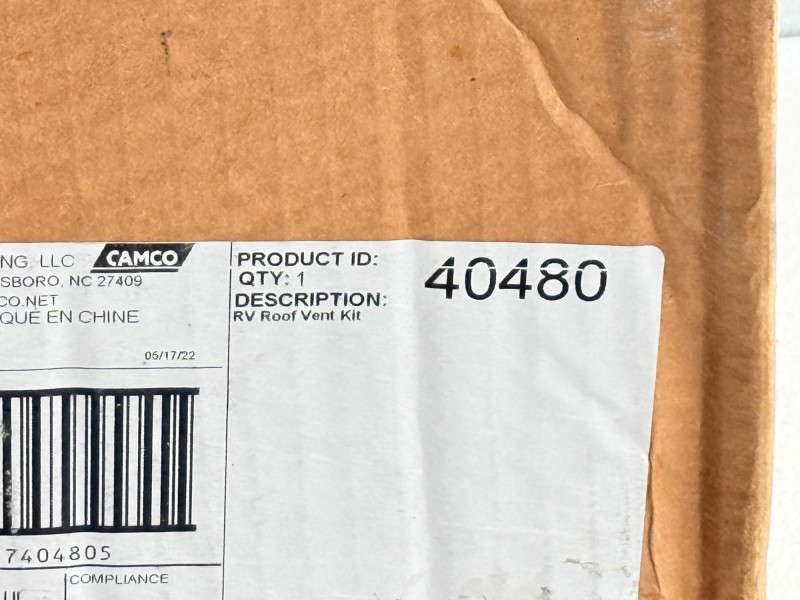 NG, LLC CAMCO
SBORO, NC 27409
CO.NET
QUÉ EN CHINE
06/17/22
7404805
COMPLIANCE
PRODUCT ID: 40480
QTY: 1
DESCRIPTION:
RV Roof Vent Kit